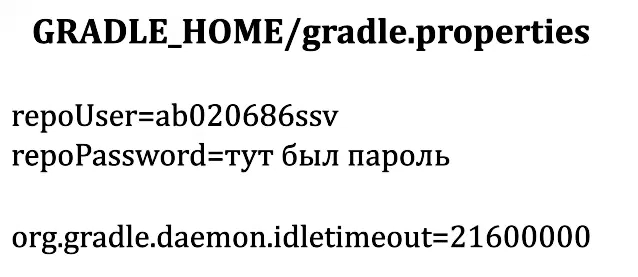 GRADLE_HOME/gradle.properties
repoUser=ab020686ssv
repoPassword=тут был пароль
org.gradle.daemon.idletimeout=21600000